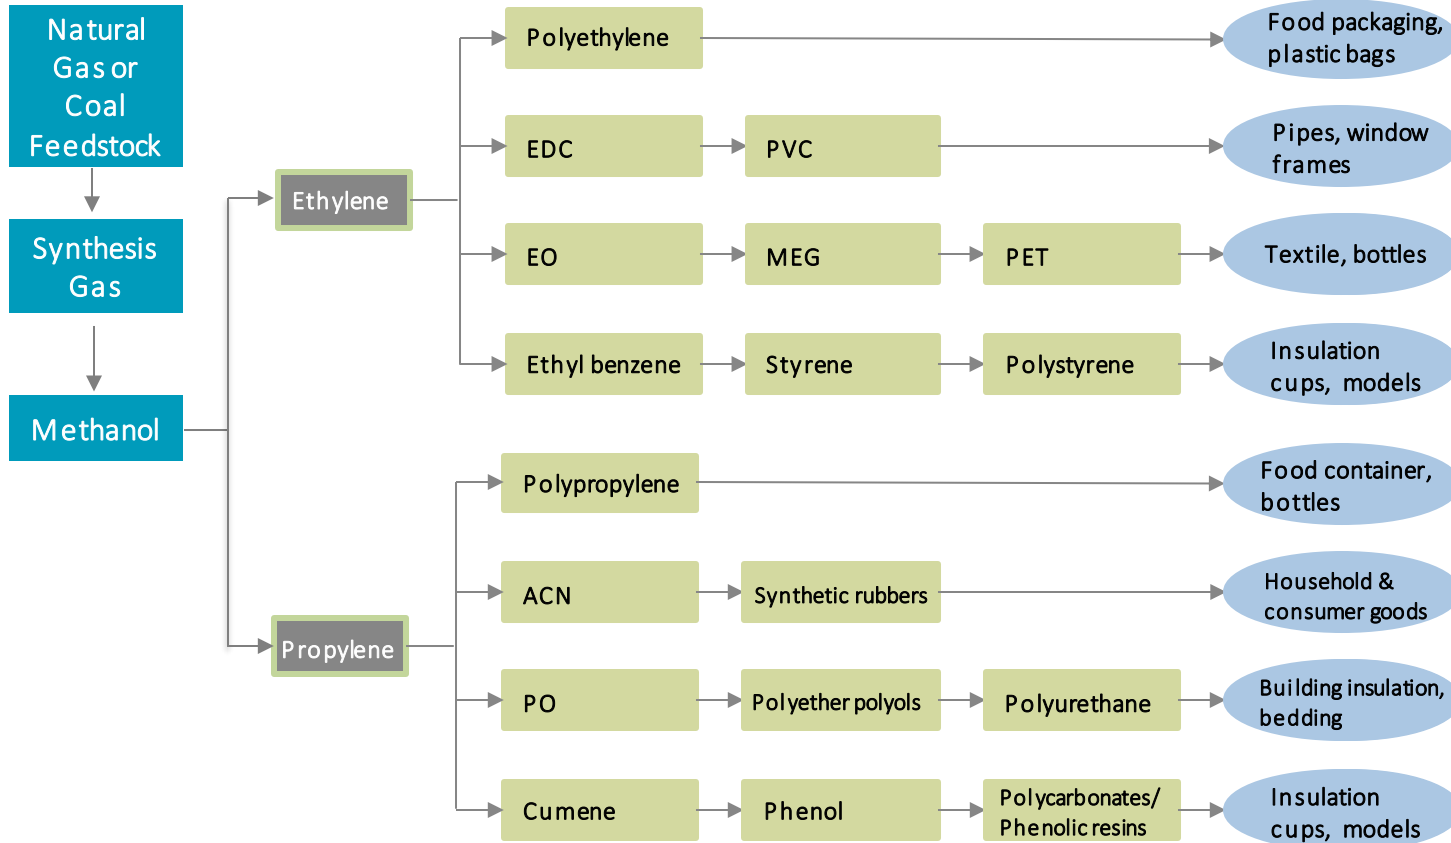 Natural
Gas or
Coal
Feedstock
Synthesis
Gas
Methanol
Ethylene
Polyethylene
Food packaging,
plastic bags
EDC
PVC
Pipes, window
frames
EO
MEG
PET
Textile, bottles
Ethyl benzene
Styrene
Polystyrene
Insulation
cups, models
Propylene
Polypropylene
Food container,
bottles
ACN
Synthetic rubbers
Household &
consumer goods
PO
Polyether polyols
Polyurethane
Building insulation,
bedding
Cumene
Phenol
Polycarbonates/
Phenolic resins
Insulation
cups, models